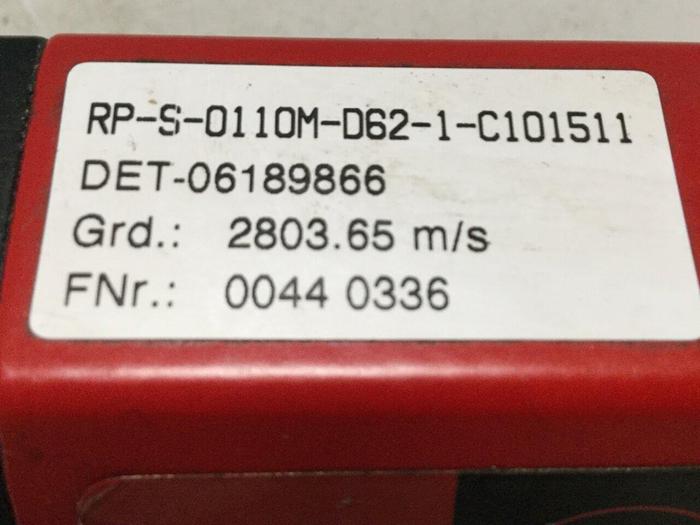 RP-S-0110M-D62-1-C101511
DET-06189866
Grd.: 2803.65 m/s
FNr.: 0044 0336